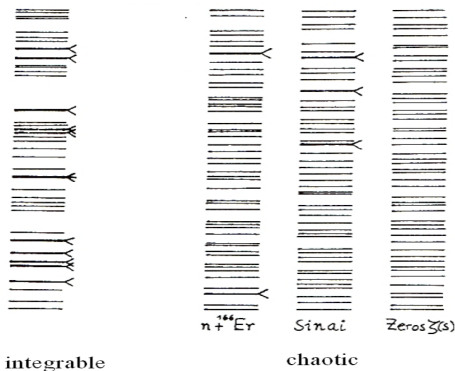 n + ¹⁶⁶Er Sinai Zeros ζ(s)
integrable chaotic